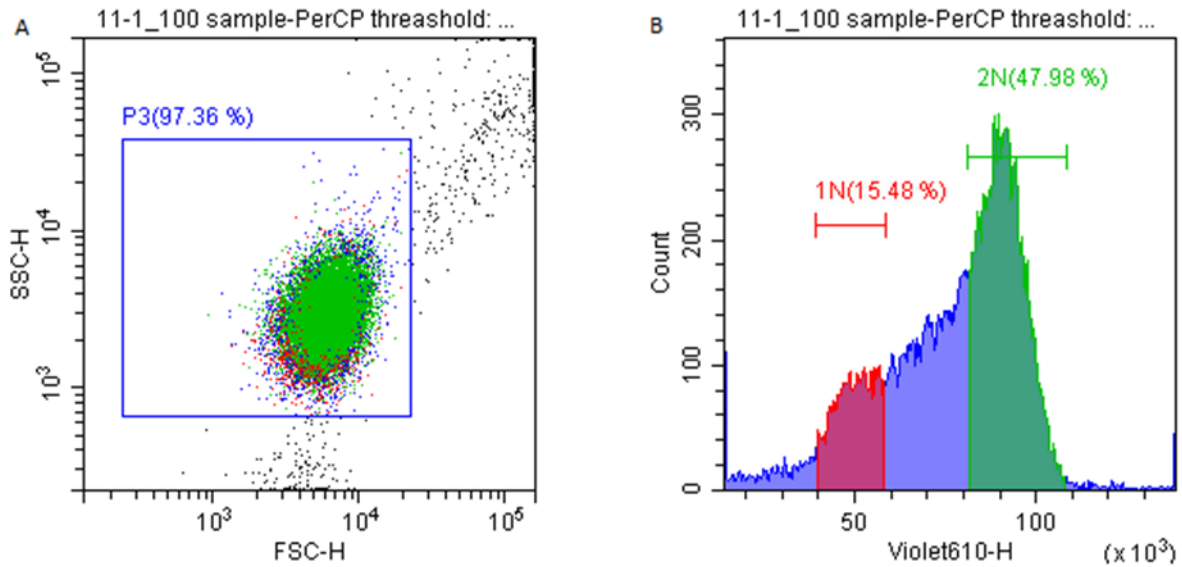 A
11-1_100 sample-PerCP threashold: ...
P3(97.36 %)
SSC-H
10^5
10^4
10^3
10^3
10^4
10^5
FSC-H
B
11-1_100 sample-PerCP threashold: ...
2N(47.98 %)
1N(15.48 %)
Count
300
200
100
0
50
100
Violet610-H
(x 10^3)